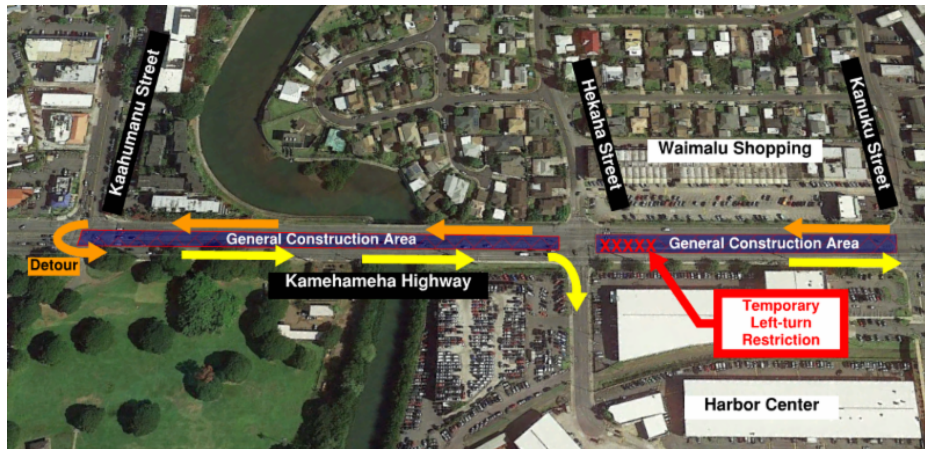 Kaahumanu Street
Hekaha Street
Kanuku Street
Waimalu Shopping
General Construction Area
XXXXX
General Construction Area
Detour
Kamehameha Highway
Temporary
Left-turn
Restriction
Harbor Center